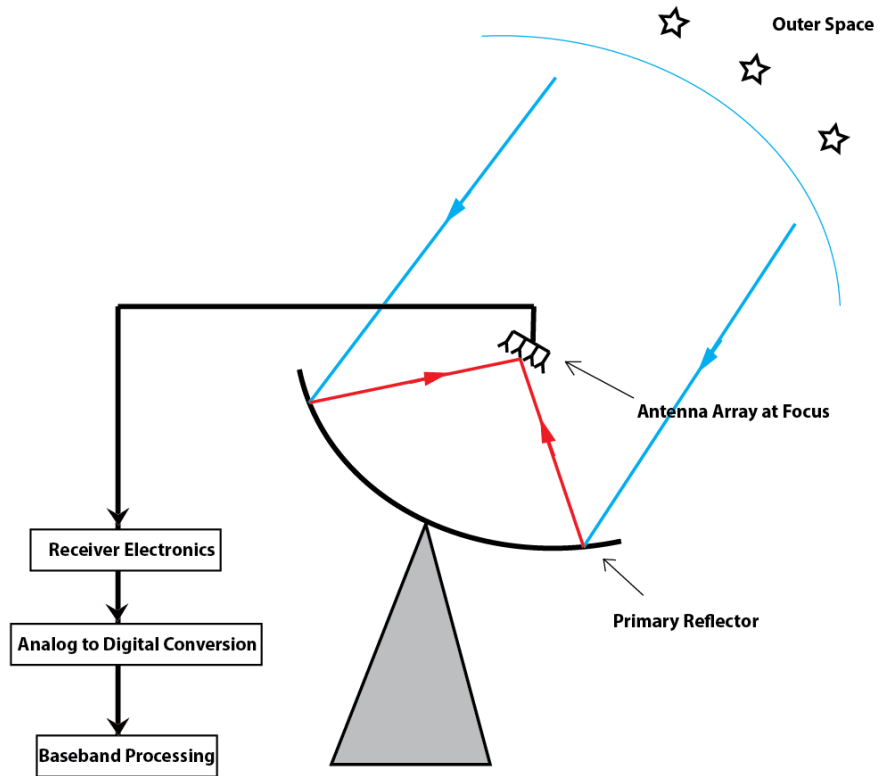 Outer Space
Antenna Array at Focus
Receiver Electronics
Primary Reflector
Analog to Digital Conversion
Baseband Processing